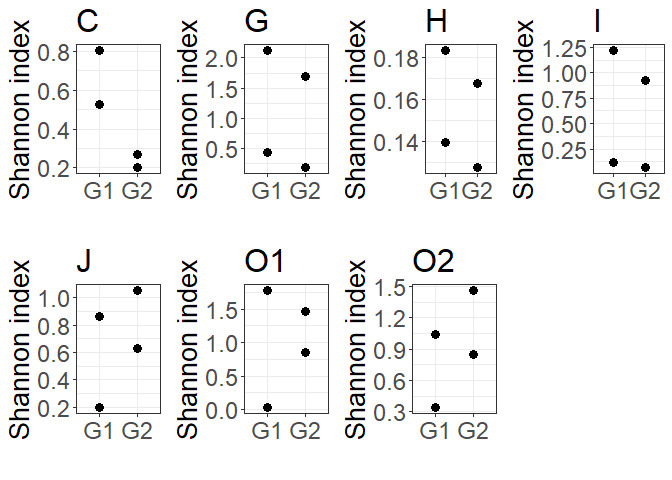 C
Shannon index
0.8
0.6
0.4
0.2
G1 G2
G
Shannon index
2.0
1.5
1.0
0.5
G1 G2
H
Shannon index
0.18
0.16
0.14
G1 G2
I
Shannon index
1.25
1.00
0.75
0.50
0.25
G1 G2
J
Shannon index
1.0
0.8
0.6
0.4
0.2
G1 G2
O1
Shannon index
1.5
1.0
0.5
0.0
G1 G2
O2
Shannon index
1.5
1.2
0.9
0.6
0.3
G1 G2